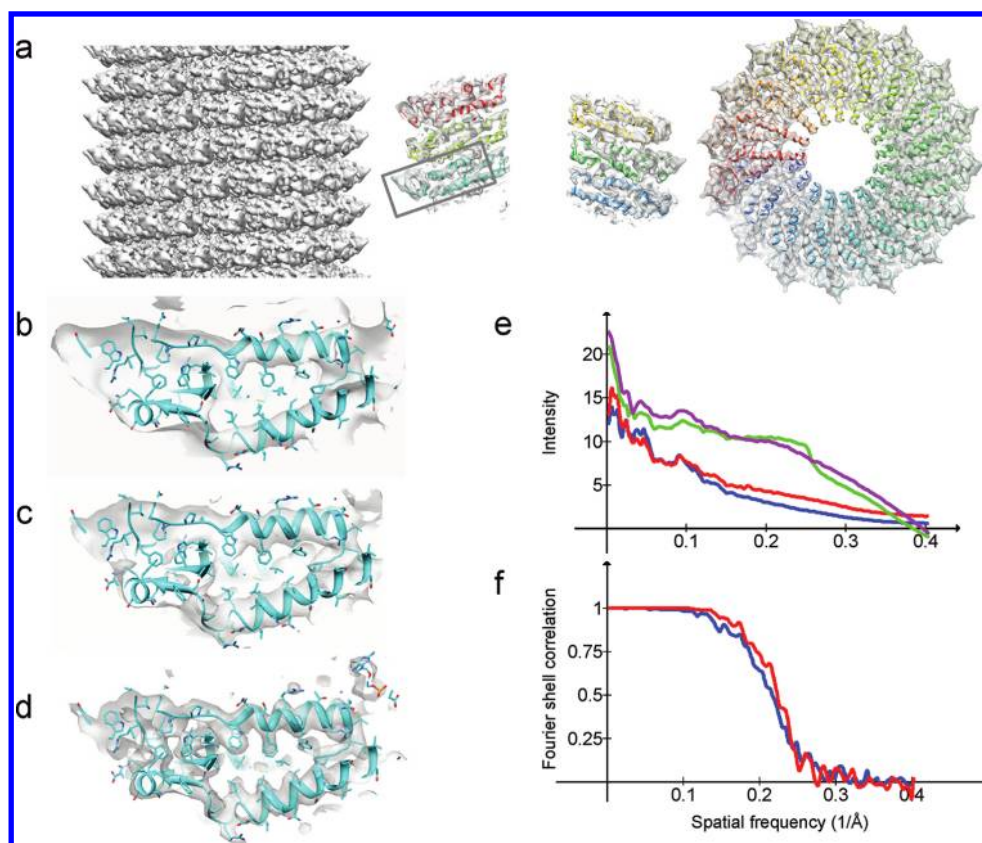 a
b
c
d
e
20
15
10
5
Intensity
0.1 0.2 0.3 0.4
f
1
0.75
0.5
0.25
Fourier shell correlation
0.1 0.2 0.3 0.4
Spatial frequency (1/Å)